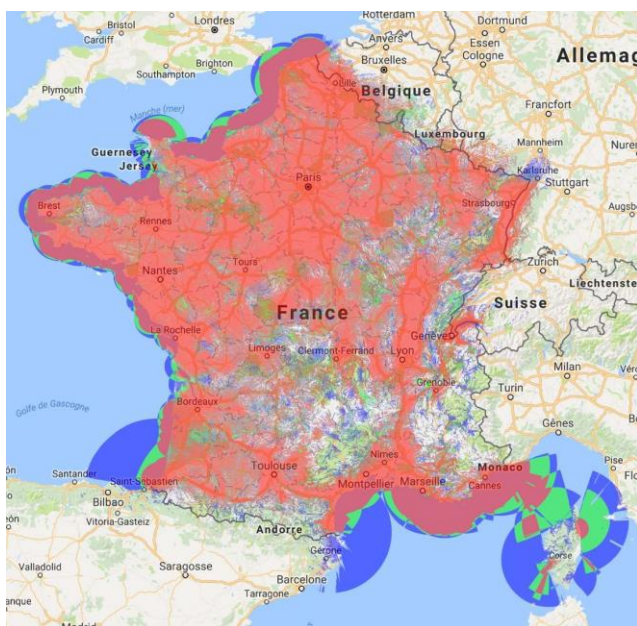 Bristol
Londres
Cardiff
Rotterdam
Dortmund
Anvers
Essen
Southampton
Brighton
Bruxelles
Cologne
Allemag
Plymouth
Lille
Belgique
Francfort
Manche (mer)
Luxembourg
Mannheim
Guernesey
Jersey
Nure
Karlsruhe
Paris
Stuttgart
Brest
Strasbourg
Augsb
Rennes
Zurich
Nantes
Tours
Liechtenste
Suisse
France
La Rochelle
Genève
Limoges
Clermont-Ferrand
Lyon
Milan
Grenoble
Turin
Golfe de Gascogne
Bordeaux
Gênes
Nîmes
Monaco
Pise
Santander
Saint-Sébastien
Toulouse
Montpellier
Marseille
Cannes
Bilbao
Vitoria-Gasteiz
Andorre
Gérone
Corse
Valladolid
Saragosse
Barcelone
Tarragone